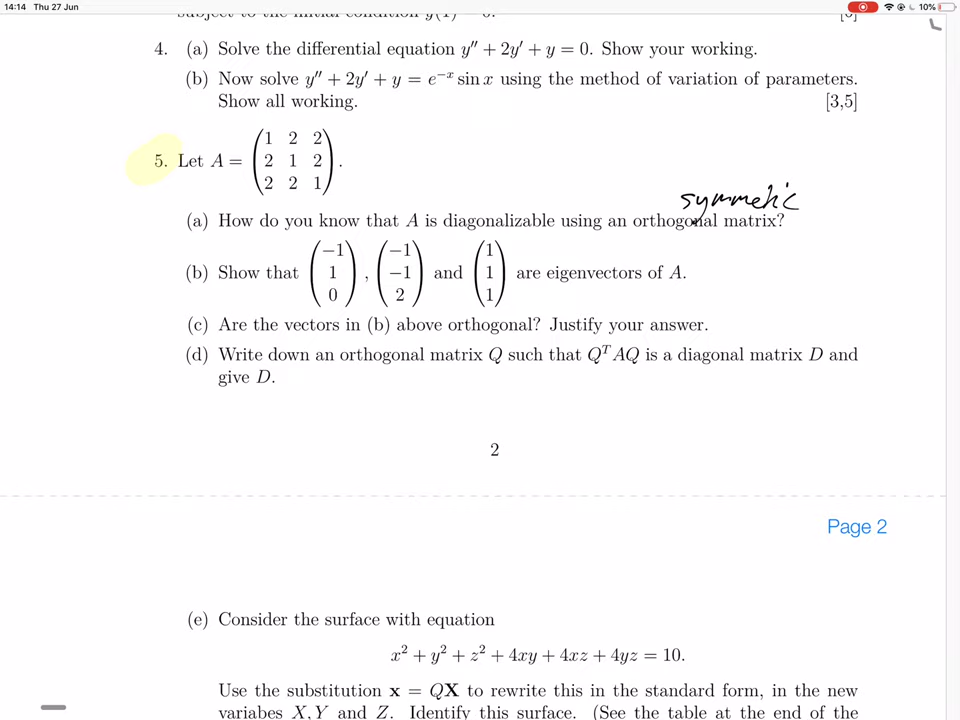 14:14 Thu 27 Jun 10%
4. (a) Solve the differential equation y″ + 2y′ + y = 0. Show your working.
(b) Now solve y″ + 2y′ + y = e⁻ˣ sin x using the method of variation of parameters.
Show all working. [3,5]
5. Let A = (1 2 2
2 1 2
2 2 1).
symmetric
(a) How do you know that A is diagonalizable using an orthogonal matrix?
(b) Show that (−1 1 0), (−1 −1 2) and (1 1 1) are eigenvectors of A.
(c) Are the vectors in (b) above orthogonal? Justify your answer.
(d) Write down an orthogonal matrix Q such that QᵀAQ is a diagonal matrix D and
give D.
2
Page 2
(e) Consider the surface with equation
x² + y² + z² + 4xy + 4xz + 4yz = 10.
Use the substitution x = QX to rewrite this in the standard form, in the new
variabes X, Y and Z. Identify this surface. (See the table at the end of the